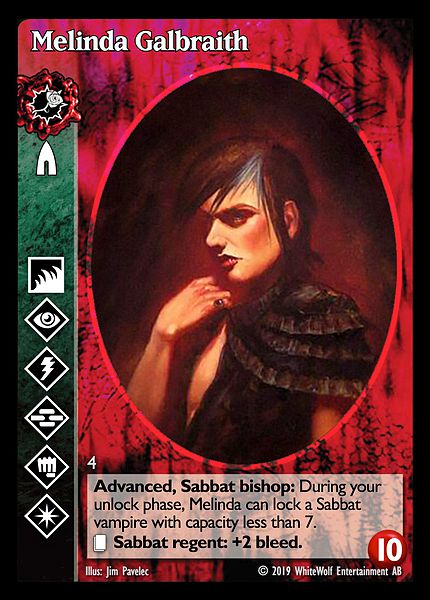 Melinda Galbraith
4
Advanced, Sabbat bishop: During your
unlock phase, Melinda can lock a Sabbat
vampire with capacity less than 7.
Sabbat regent: +2 bleed.
10
Illus: Jim Pavelec
© 2019 WhiteWolf Entertainment AB